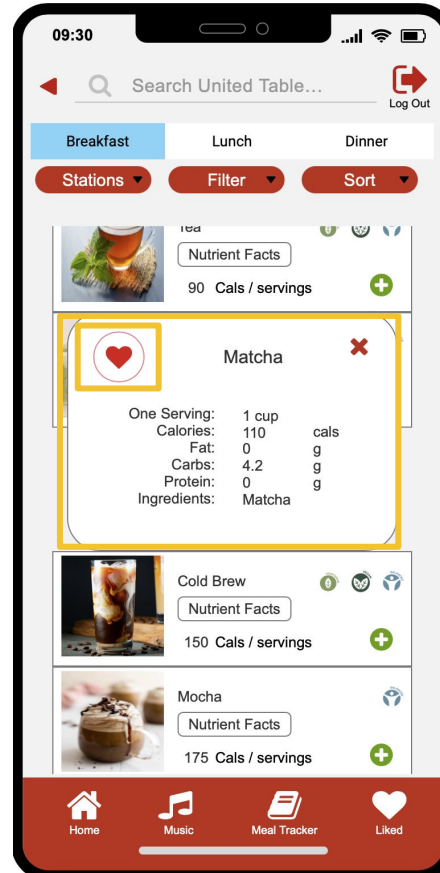 09:30
Search United Table...
Log Out
Breakfast Lunch Dinner
Stations Filter Sort
Tea
Nutrient Facts
90 Cals / servings
Matcha
One Serving: 1 cup
Calories: 110 cals
Fat: 0 g
Carbs: 4.2 g
Protein: 0 g
Ingredients: Matcha
Cold Brew
Nutrient Facts
150 Cals / servings
Mocha
Nutrient Facts
175 Cals / servings
Home Music Meal Tracker Liked